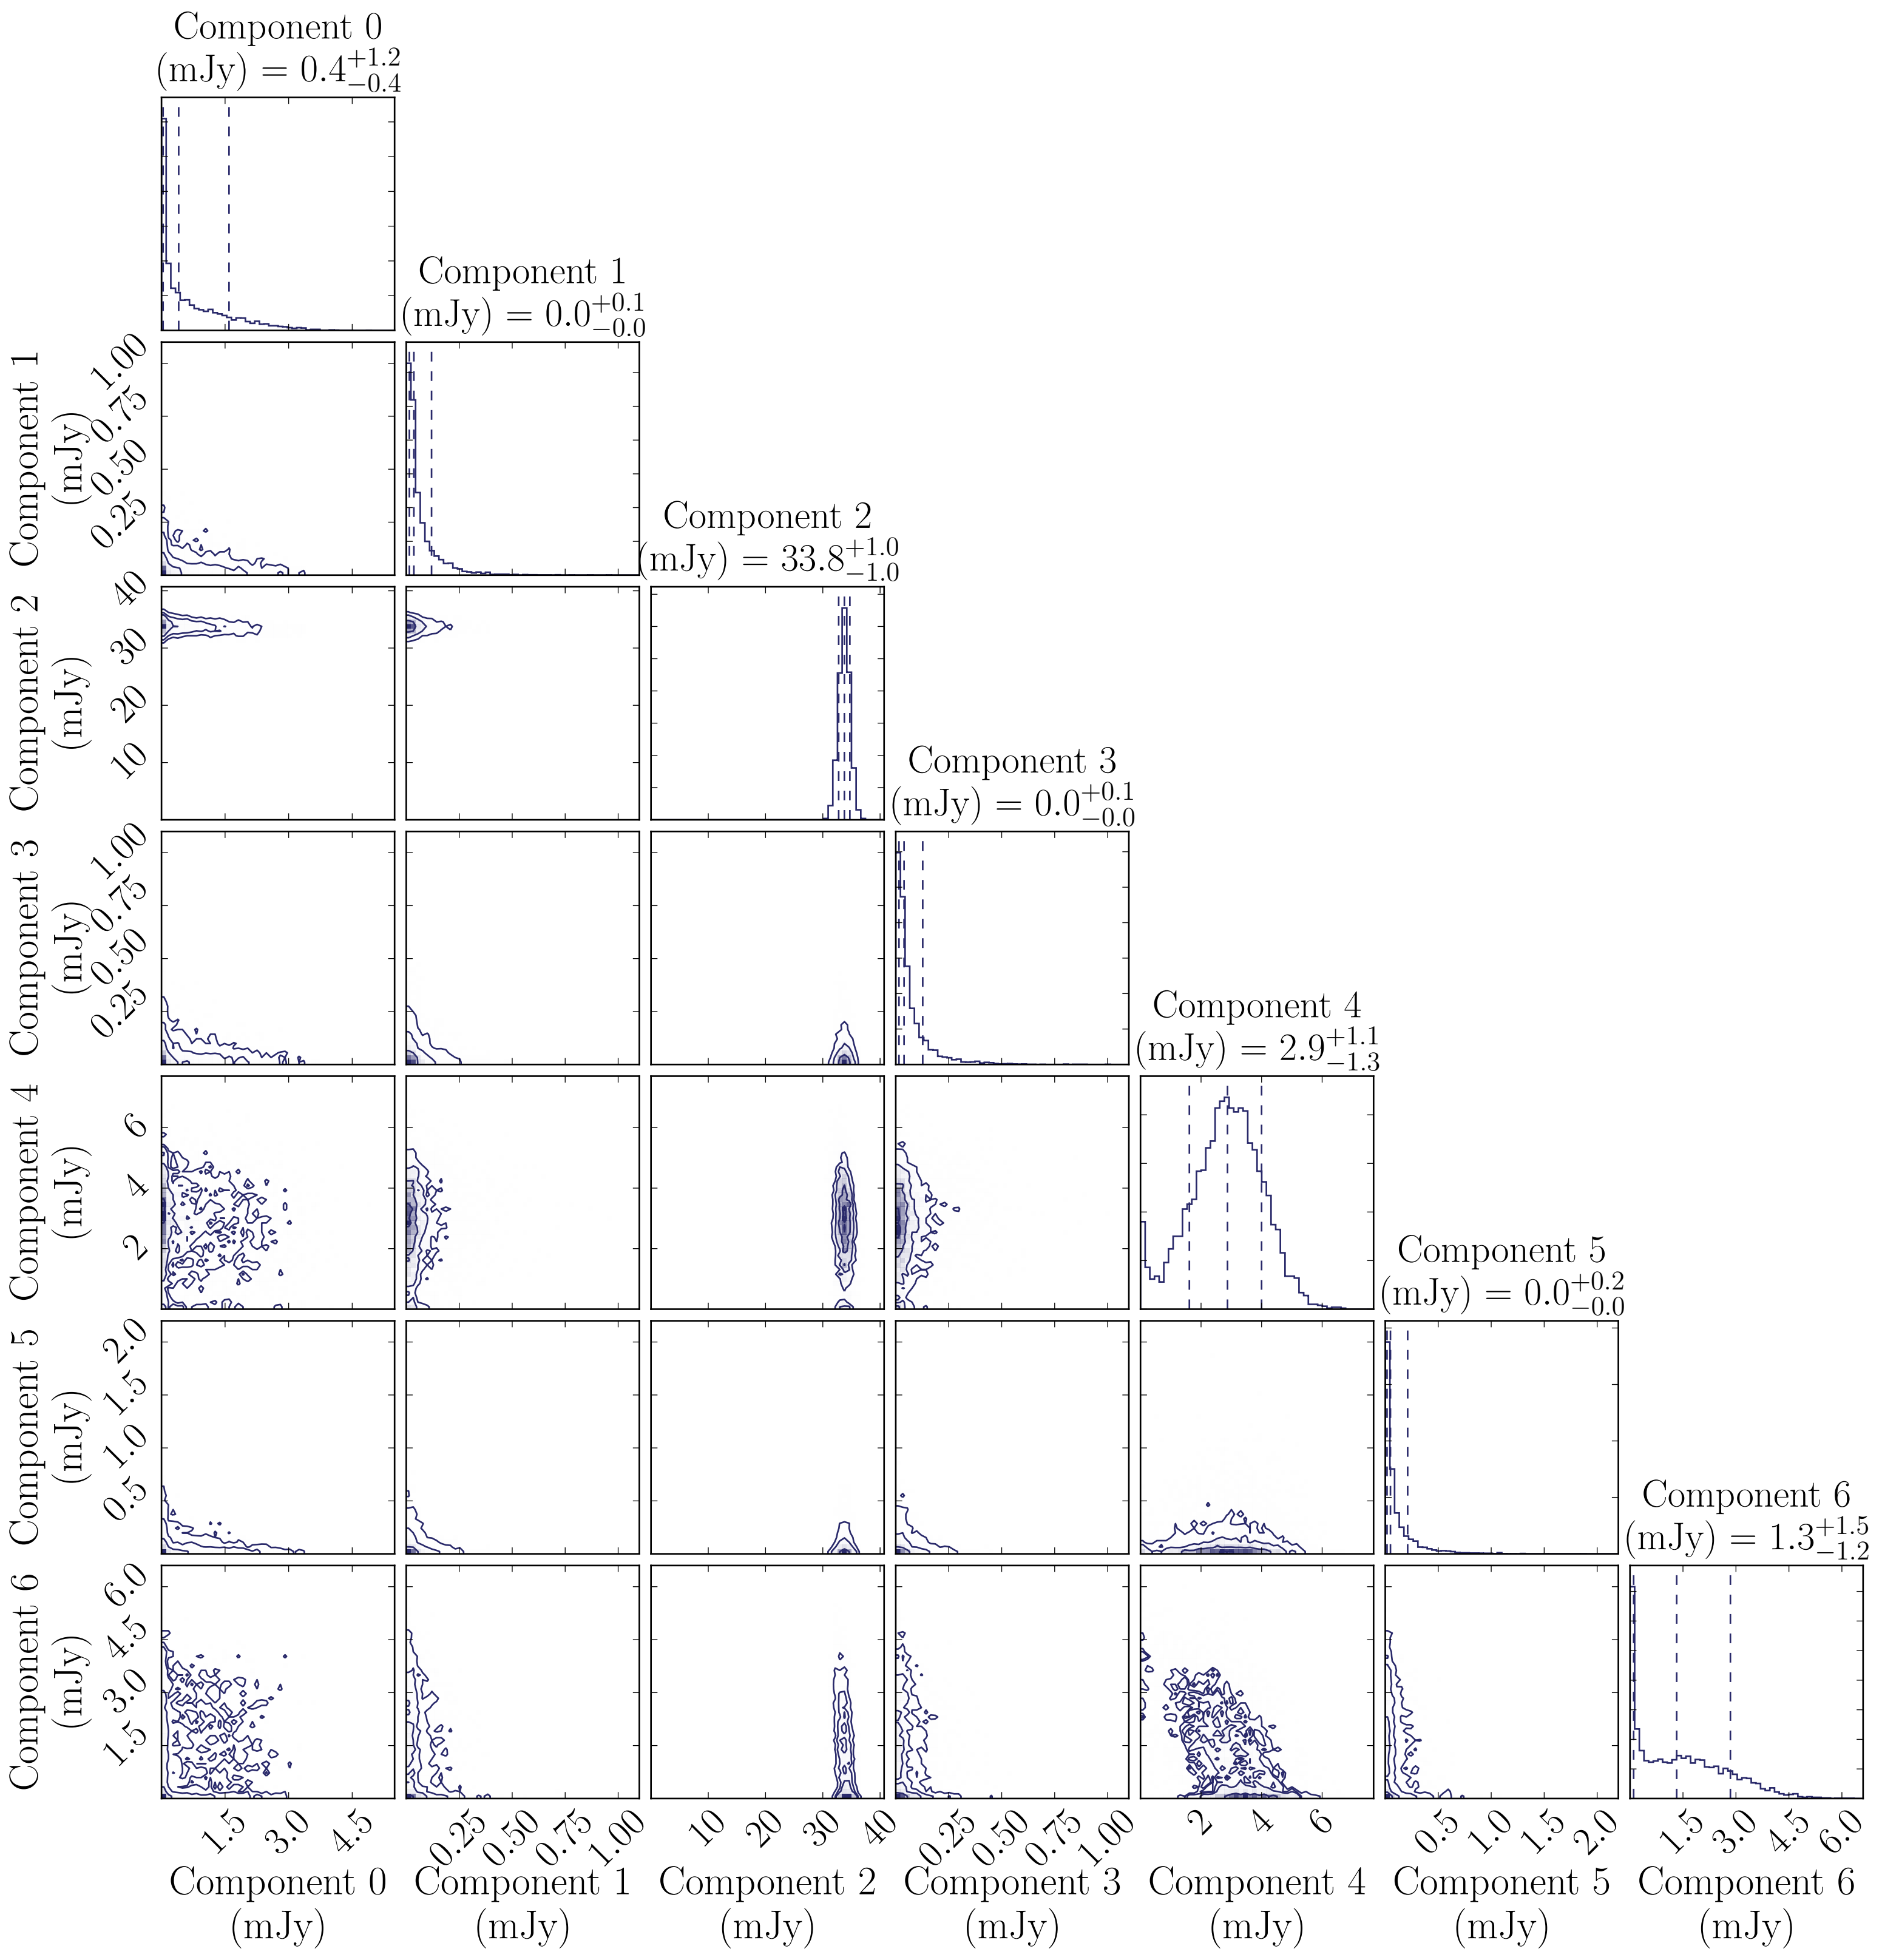 Component 0
(mJy) = 0.4^{+1.2}_{-0.4}
Component 1
(mJy) = 0.0^{+0.1}_{-0.0}
Component 1
(mJy)
1.00
0.75
0.50
0.25
Component 2
(mJy) = 33.8^{+1.0}_{-1.0}
Component 2
(mJy)
40
30
20
10
Component 3
(mJy) = 0.0^{+0.1}_{-0.0}
Component 3
(mJy)
1.00
0.75
0.50
0.25
Component 4
(mJy) = 2.9^{+1.1}_{-1.3}
Component 4
(mJy)
6
4
2
Component 5
(mJy) = 0.0^{+0.2}_{-0.0}
Component 5
(mJy)
2.0
1.5
1.0
0.5
Component 6
(mJy) = 1.3^{+1.5}_{-1.2}
Component 6
(mJy)
6.0
4.5
3.0
1.5
1.5 3.0 4.5
0.25 0.50 0.75 1.00
10 20 30 40
0.25 0.50 0.75 1.00
2 4 6
0.5 1.0 1.5 2.0
1.5 3.0 4.5 6.0
Component 0
(mJy)
Component 1
(mJy)
Component 2
(mJy)
Component 3
(mJy)
Component 4
(mJy)
Component 5
(mJy)
Component 6
(mJy)